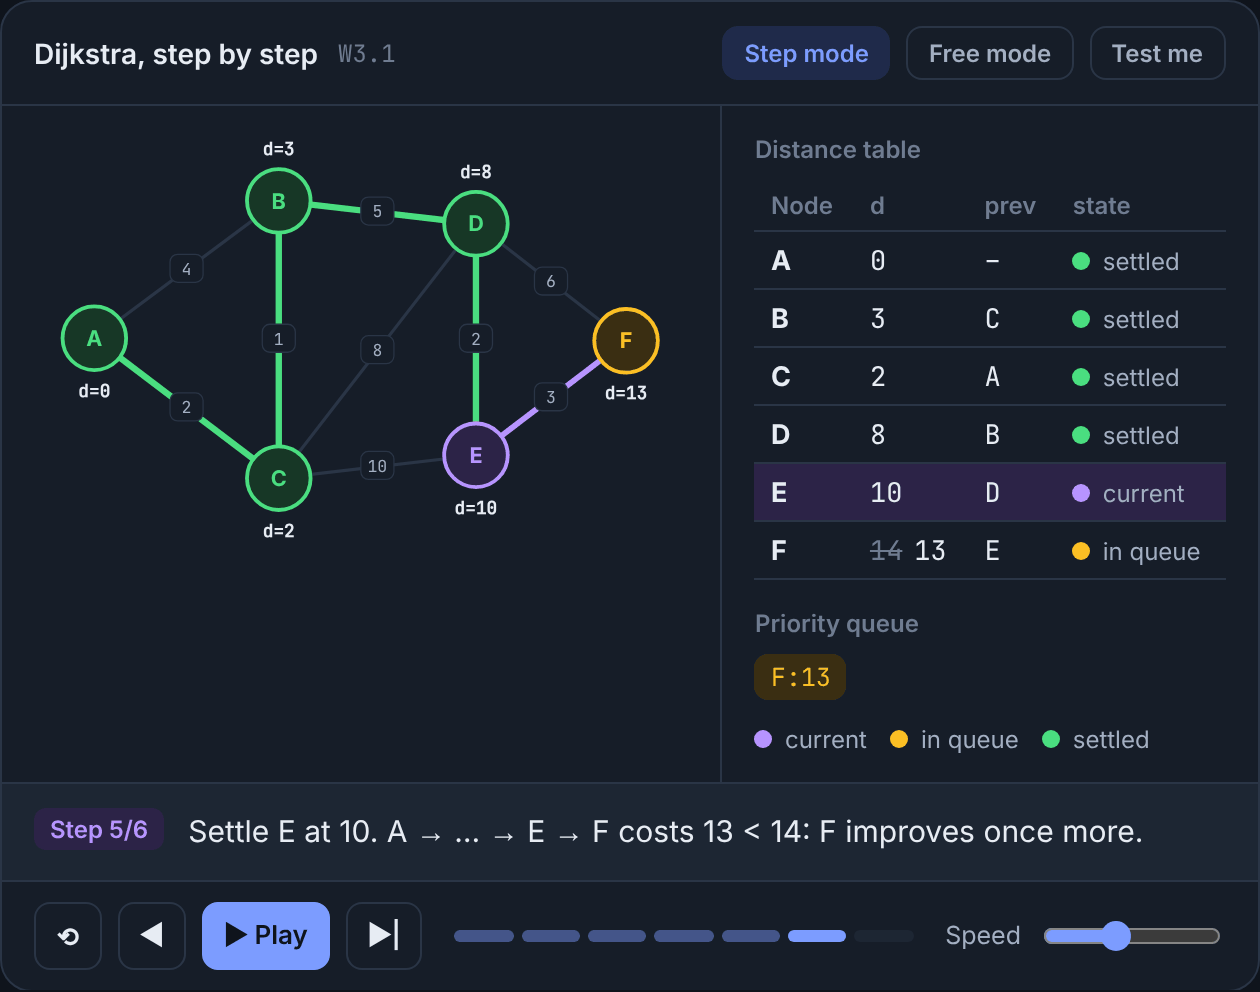 Dijkstra, step by step W3.1
Step mode Free mode Test me
d=3
d=8
B
5
D
4
6
A
1
8
2
F
d=0
d=13
2
3
E
C
10
d=10
d=2
Distance table
Node d prev state
A 0 – settled
B 3 C settled
C 2 A settled
D 8 B settled
E 10 D current
F 14 13 E in queue
Priority queue
F:13
current in queue settled
Step 5/6 Settle E at 10. A → … → E → F costs 13 < 14: F improves once more.
⟲ ◀ ▶ Play ▶| Speed